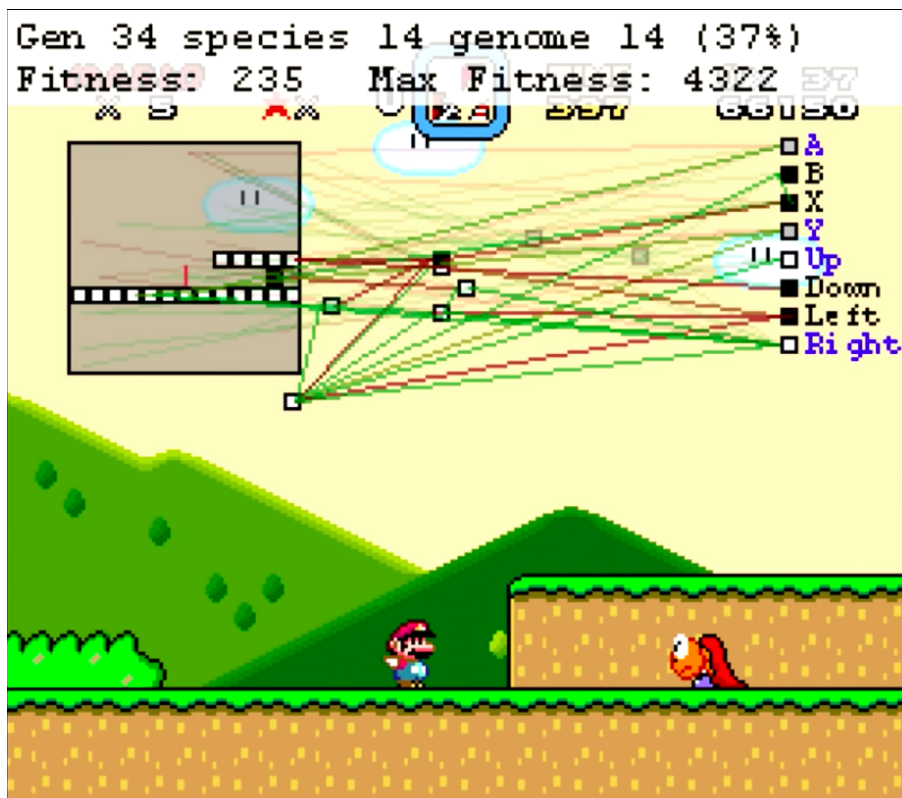 Gen 34 species 14 genome 14 (37%)
Fitness: 235 Max Fitness: 4322
A
B
X
Y
Up
Down
Left
Right